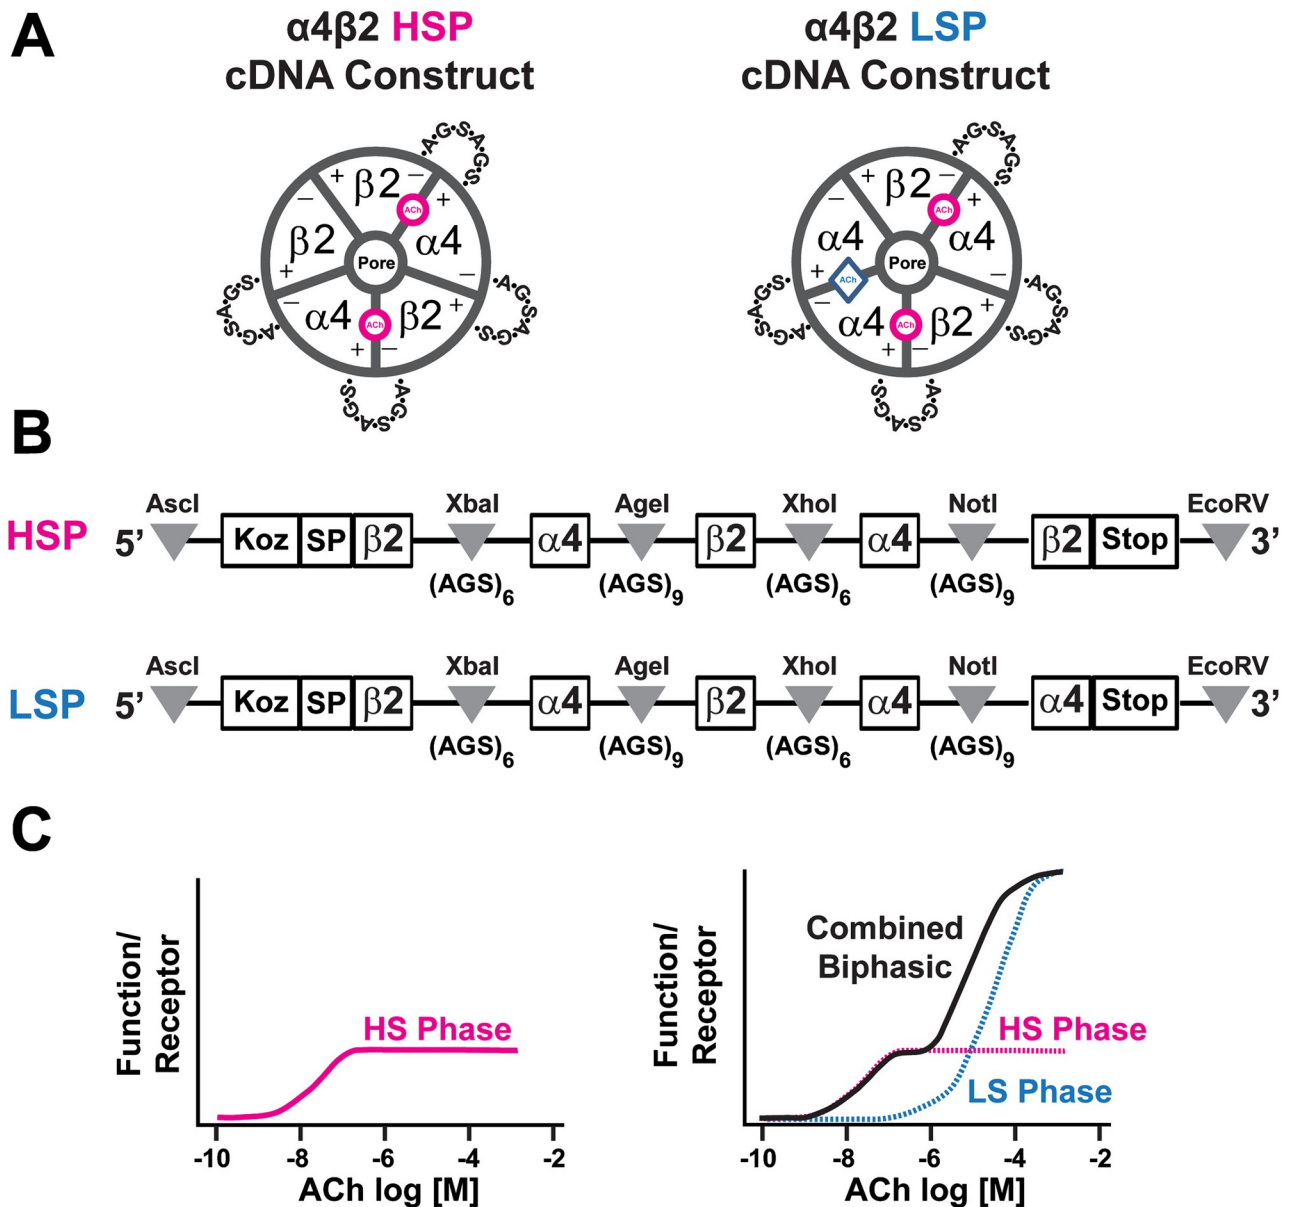 A
α4β2 HSP
cDNA Construct
α4β2 LSP
cDNA Construct
·A·G·S·A·G·S·
+ β2 −
− +
ACh
β2 α4
Pore
+ −
− +
α4 β2
ACh
+ −
·A·G·S·A·G·S·
·A·G·S·A·G·S·
·A·G·S·A·G·S·
·A·G·S·A·G·S·
+ β2 −
− +
ACh
α4 α4
Pore
+ −
ACh
− +
α4 β2
ACh
+ −
·A·G·S·A·G·S·
·A·G·S·A·G·S·
·A·G·S·A·G·S·
B
AscI XbaI AgeI XhoI NotI EcoRV
HSP 5’ Koz SP β2 α4 β2 α4 β2 Stop 3’
(AGS)6 (AGS)9 (AGS)6 (AGS)9
AscI XbaI AgeI XhoI NotI EcoRV
LSP 5’ Koz SP β2 α4 β2 α4 α4 Stop 3’
(AGS)6 (AGS)9 (AGS)6 (AGS)9
C
Function/
Receptor
HS Phase
-10 -8 -6 -4 -2
ACh log [M]
Function/
Receptor
Combined
Biphasic
HS Phase
LS Phase
-10 -8 -6 -4 -2
ACh log [M]